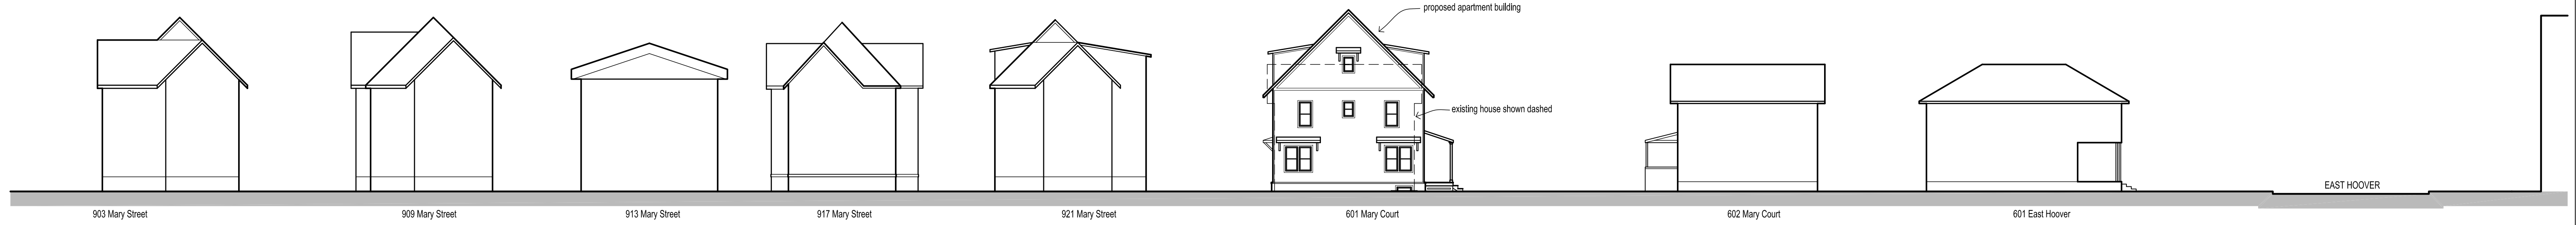 proposed apartment building
existing house shown dashed
EAST HOOVER
903 Mary Street
909 Mary Street
913 Mary Street
917 Mary Street
921 Mary Street
601 Mary Court
602 Mary Court
601 East Hoover